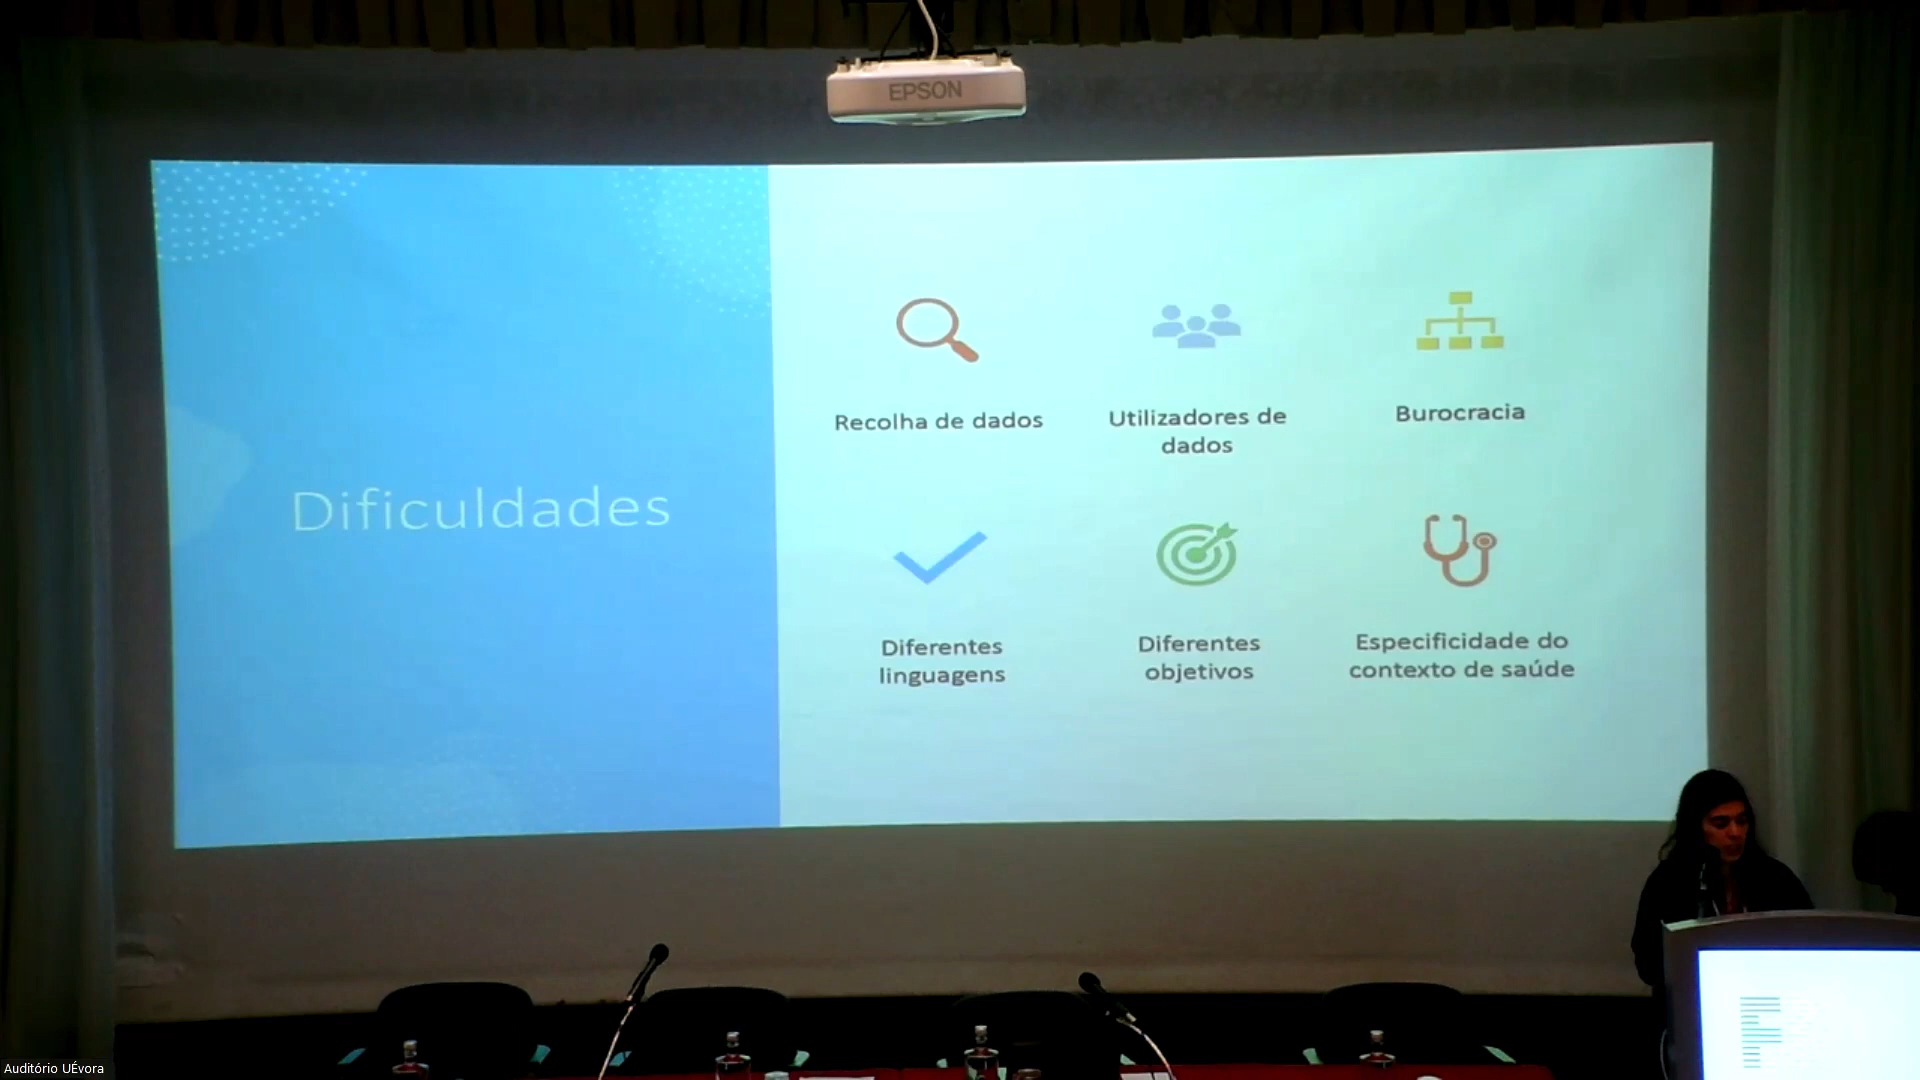 EPSON
Dificuldades
Recolha de dados
Utilizadores de
dados
Burocracia
Diferentes
linguagens
Diferentes
objetivos
Especificidade do
contexto de saúde
Auditório UÉvora